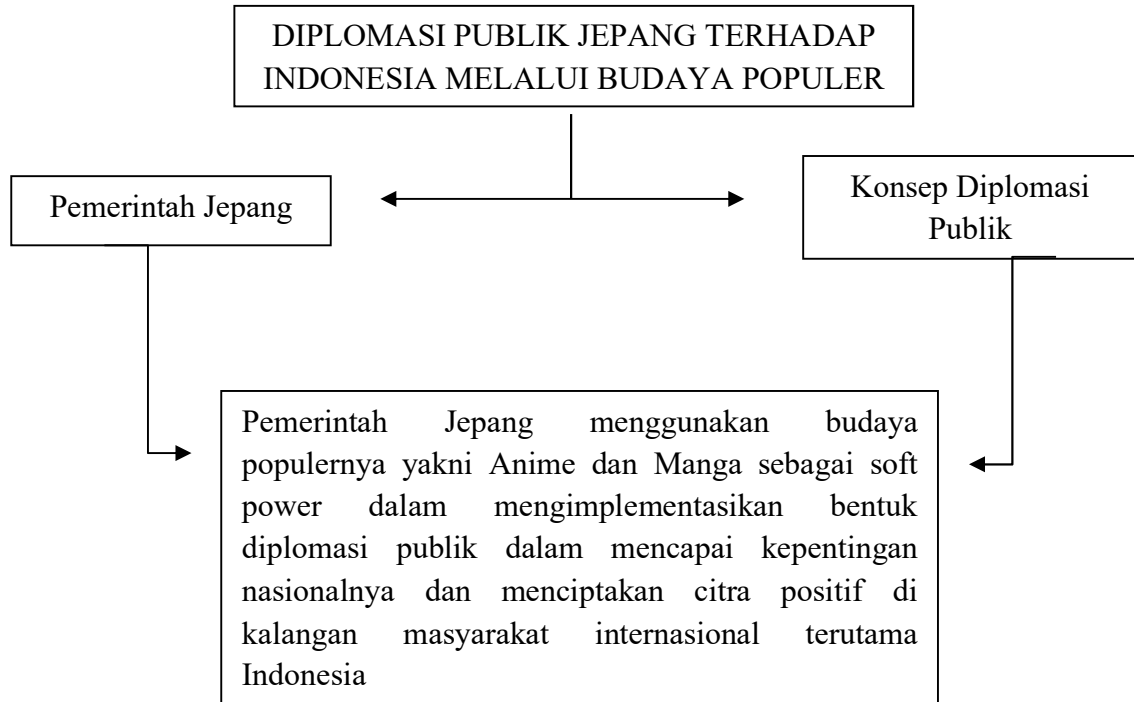 DIPLOMASI PUBLIK JEPANG TERHADAP
INDONESIA MELALUI BUDAYA POPULER
Pemerintah Jepang
Konsep Diplomasi
Publik
Pemerintah Jepang menggunakan budaya
populernya yakni Anime dan Manga sebagai soft
power dalam mengimplementasikan bentuk
diplomasi publik dalam mencapai kepentingan
nasionalnya dan menciptakan citra positif di
kalangan masyarakat internasional terutama
Indonesia